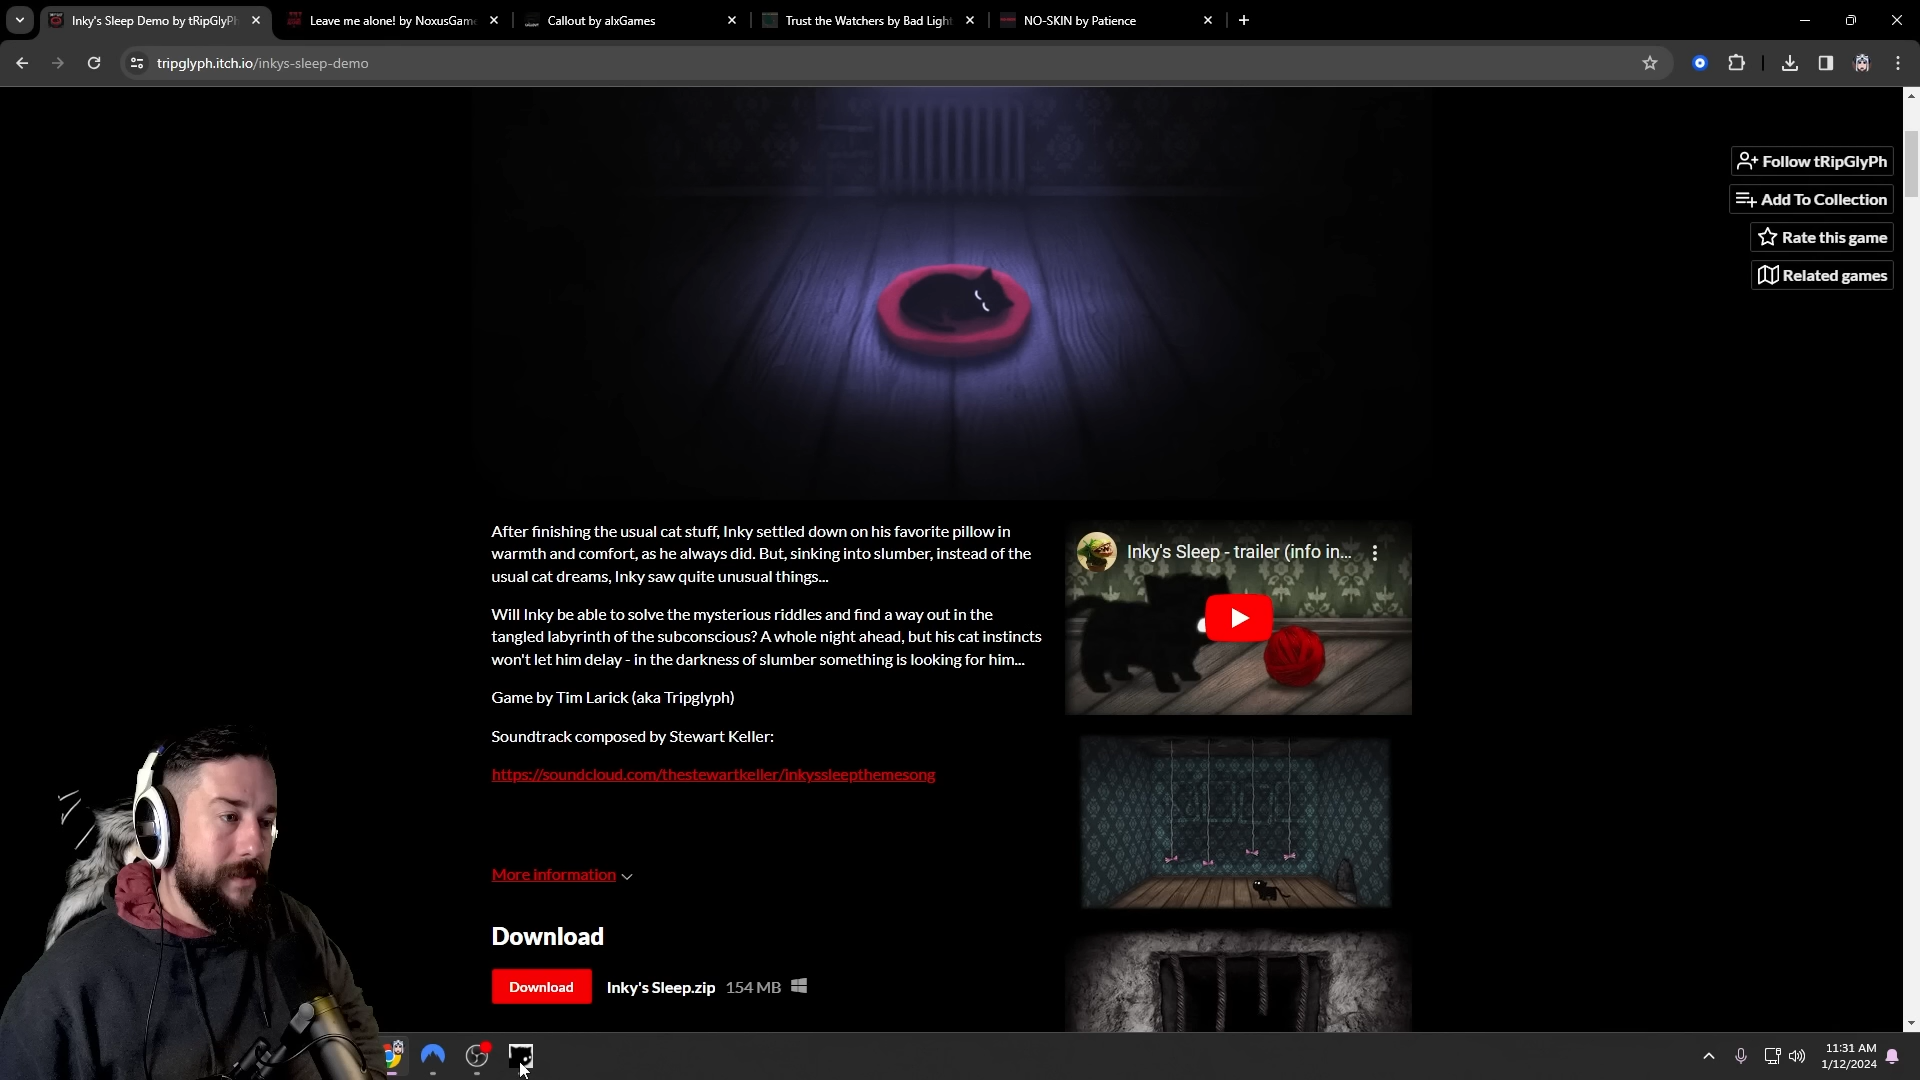 Inky's Sleep Demo by tRipGlyPh
Leave me alone! by NoxusGame
Callout by alxGames
Trust the Watchers by Bad Light
NO-SKIN by Patience
tripglyph.itch.io/inkys-sleep-demo
Follow tRipGlyPh
Add To Collection
Rate this game
Related games
After finishing the usual cat stuff, Inky settled down on his favorite pillow in
warmth and comfort, as he always did. But, sinking into slumber, instead of the
usual cat dreams, Inky saw quite unusual things...
Will Inky be able to solve the mysterious riddles and find a way out in the
tangled labyrinth of the subconscious? A whole night ahead, but his cat instincts
won't let him delay - in the darkness of slumber something is looking for him...
Game by Tim Larick (aka Tripglyph)
Soundtrack composed by Stewart Keller:
https://soundcloud.com/thestewartkeller/inkyssleepthemesong
Inky's Sleep - trailer (info in...
More information
Download
Download Inky's Sleep.zip 154 MB
11:31 AM
1/12/2024